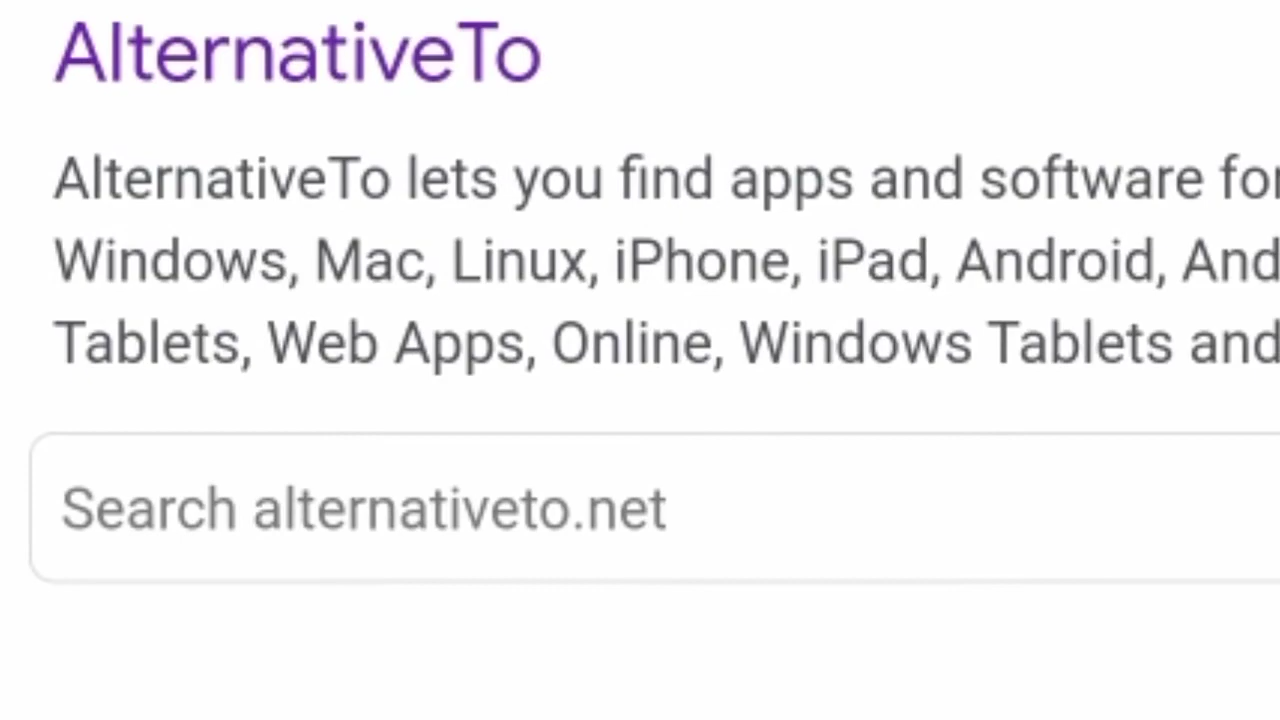 AlternativeTo
AlternativeTo lets you find apps and software for
Windows, Mac, Linux, iPhone, iPad, Android, And
Tablets, Web Apps, Online, Windows Tablets and
Search alternativeto.net